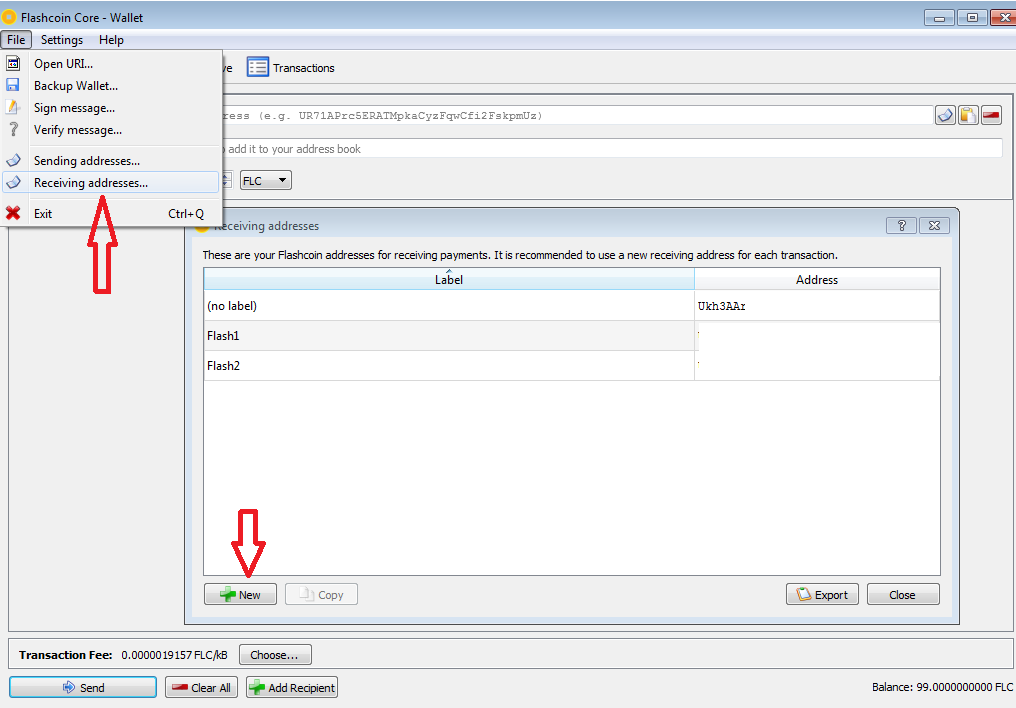 Flashcoin Core - Wallet
File Settings Help
Open URI...
Backup Wallet...
Sign message...
Verify message...
Sending addresses...
Receiving addresses...
Exit Ctrl+Q
Transactions
(e.g. UR71APrc5ERATMpkaCyzFqwCfi2FskpmUz)
add it to your address book
FLC
Receiving addresses
These are your Flashcoin addresses for receiving payments. It is recommended to use a new receiving address for each transaction.
Label Address
(no label) Ukh3AAr
Flash1
Flash2
New Copy Export Close
Transaction Fee: 0.0000019157 FLC/kB Choose...
Send Clear All Add Recipient Balance: 99.0000000000 FLC